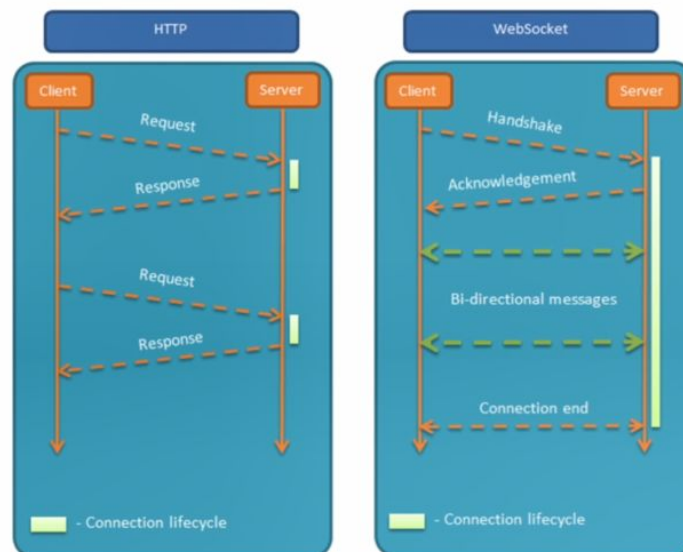 HTTP
Client
Server
Request
Response
Request
Response
- Connection lifecycle
WebSocket
Client
Server
Handshake
Acknowledgement
Bi-directional messages
Connection end
- Connection lifecycle